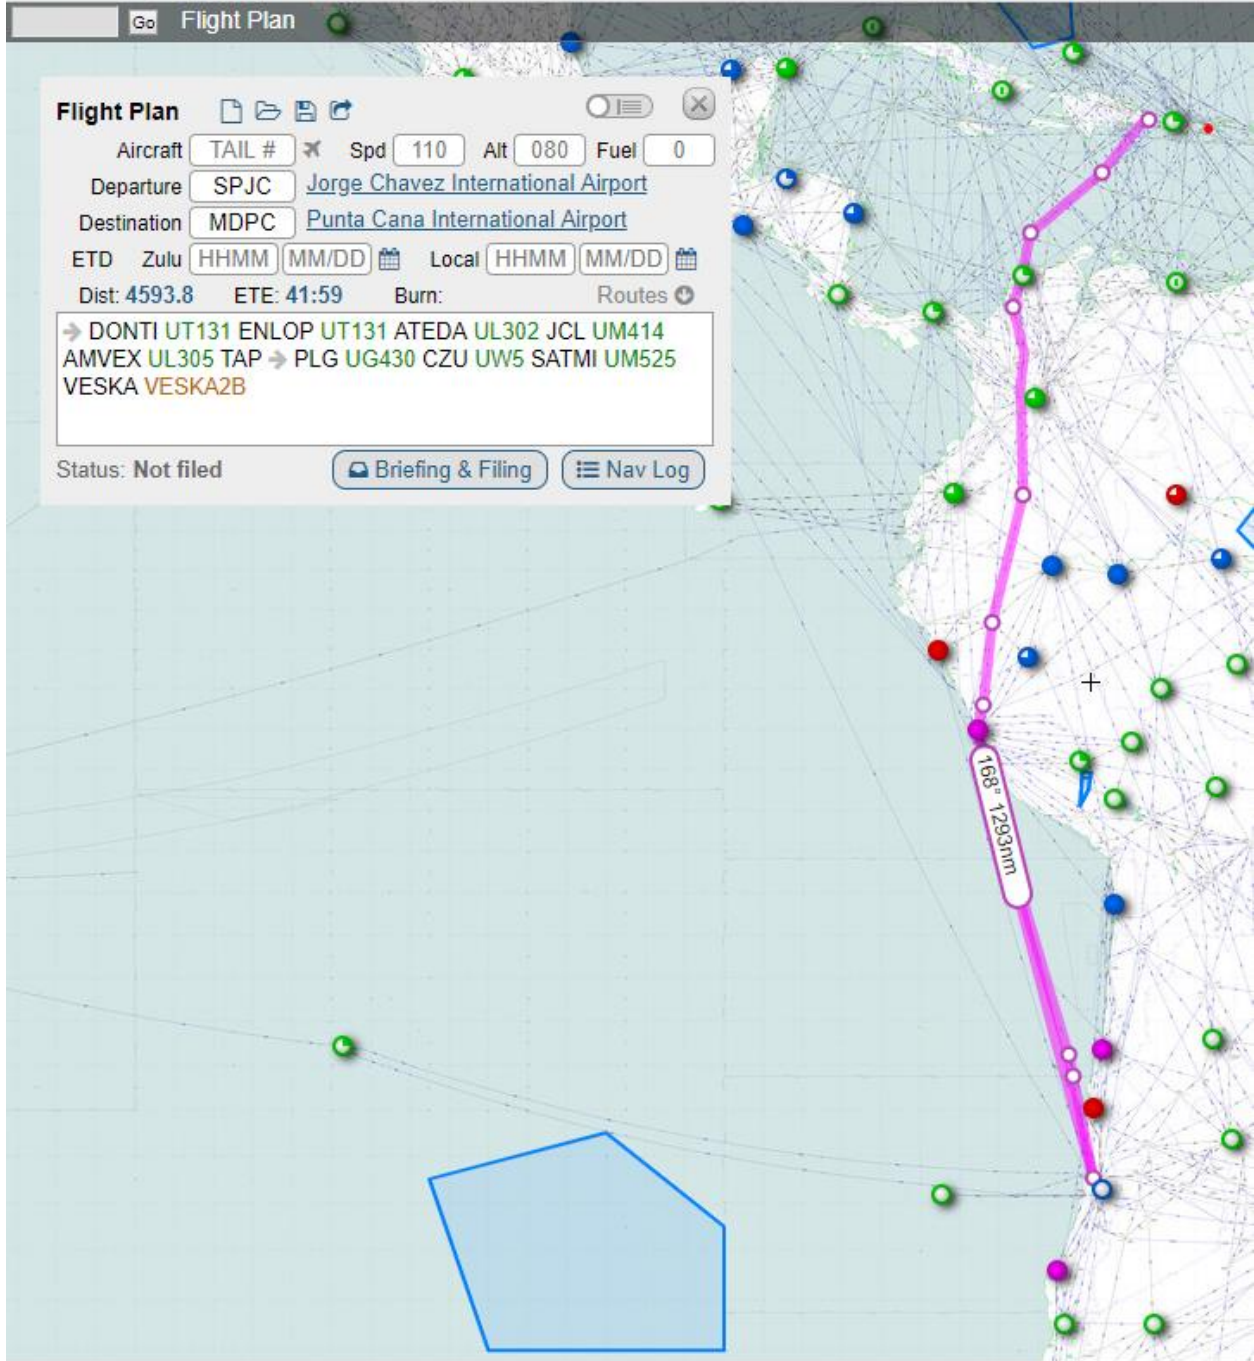 Go Flight Plan
Flight Plan
Aircraft TAIL # Spd 110 Alt 080 Fuel 0
Departure SPJC Jorge Chavez International Airport
Destination MDPC Punta Cana International Airport
ETD Zulu HHMM MM/DD Local HHMM MM/DD
Dist: 4593.8 ETE: 41:59 Burn: Routes
DONTI UT131 ENLOP UT131 ATEDA UL302 JCL UM414
AMVEX UL305 TAP PLG UG430 CZU UW5 SATMI UM525
VESKA VESKA2B
Status: Not filed Briefing & Filing Nav Log
168° 1293nm